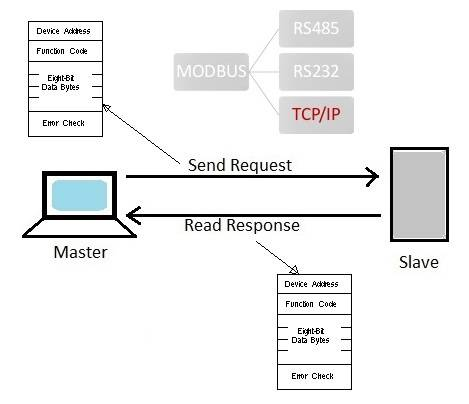 Device Address
Function Code
Eight-Bit
Data Bytes
Error Check
MODBUS
RS485
RS232
TCP/IP
Send Request
Read Response
Master
Slave
Device Address
Function Code
Eight-Bit
Data Bytes
Error Check